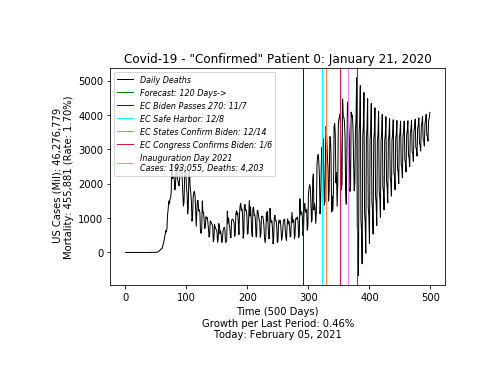 Covid-19 - "Confirmed" Patient 0: January 21, 2020
US Cases (Mil): 46,276,779
Mortality: 455,881 (Rate: 1.70%)
5000
4000
3000
2000
1000
0
Daily Deaths
Forecast: 120 Days->
EC Biden Passes 270: 11/7
EC Safe Harbor: 12/8
EC States Confirm Biden: 12/14
EC Congress Confirms Biden: 1/6
Inauguration Day 2021
Cases: 193,055, Deaths: 4,203
0 100 200 300 400 500
Time (500 Days)
Growth per Last Period: 0.46%
Today: February 05, 2021